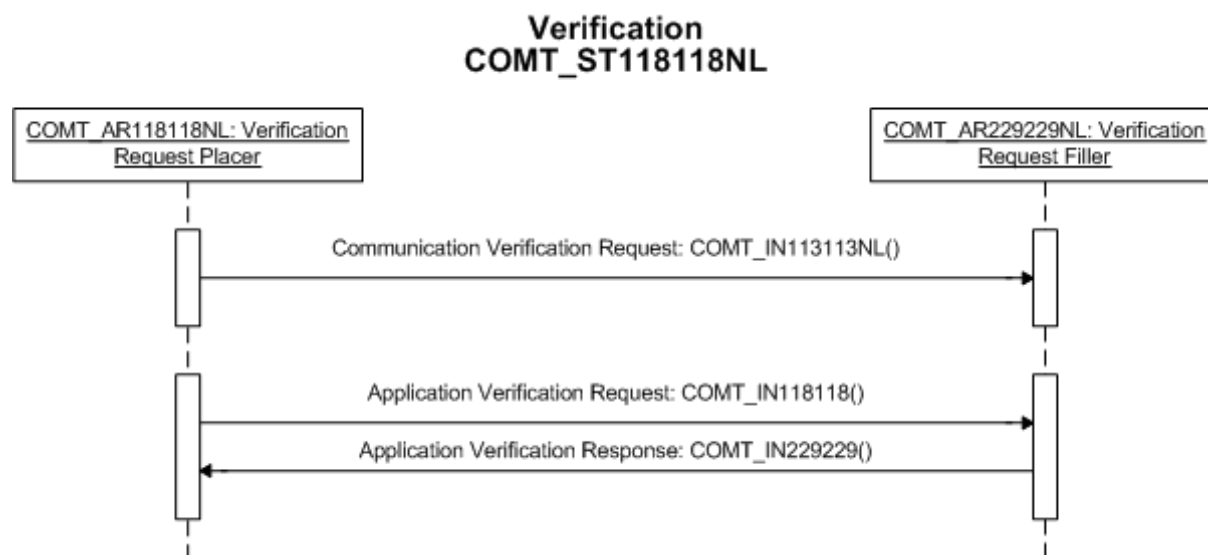 Verification
COMT_ST118118NL
COMT_AR118118NL: Verification
Request Placer
COMT_AR229229NL: Verification
Request Filler
Communication Verification Request: COMT_IN113113NL()
Application Verification Request: COMT_IN118118()
Application Verification Response: COMT_IN229229()